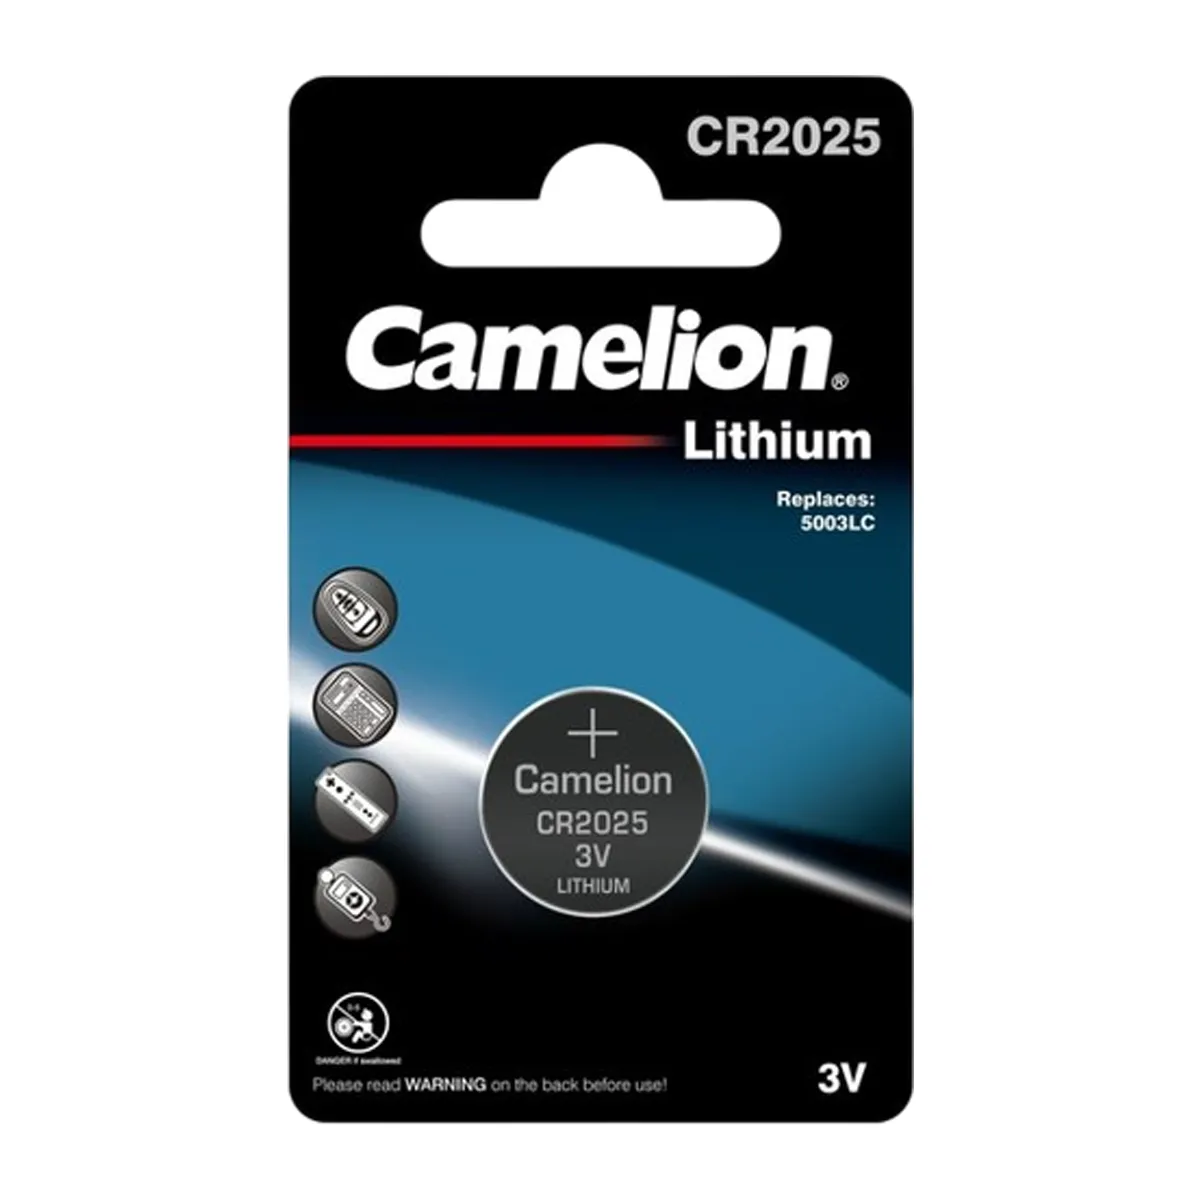 CR2025
Camelion®
Lithium
Replaces:
5003LC
+
Camelion
CR2025
3V
LITHIUM
DANGER if swallowed
Please read WARNING on the back before use!
3V